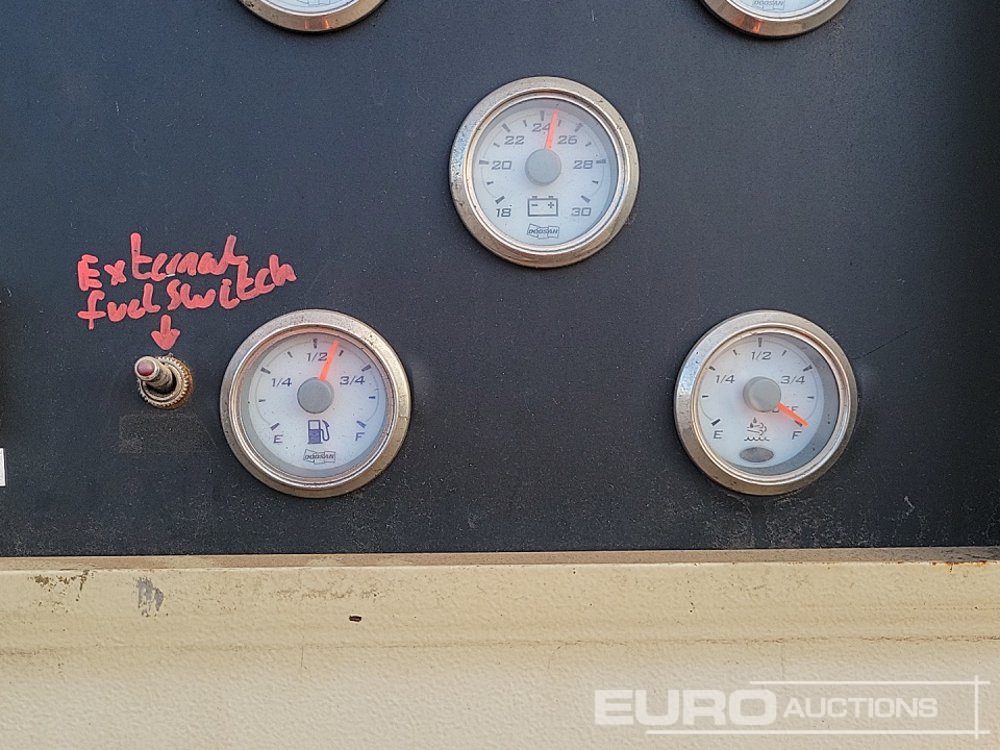 24
22 26
20 28
18 - + 30
DOOSAN
External
fuel switch
1/2
1/4 3/4
E F
DOOSAN
1/2
1/4 3/4
E F
EURO AUCTIONS